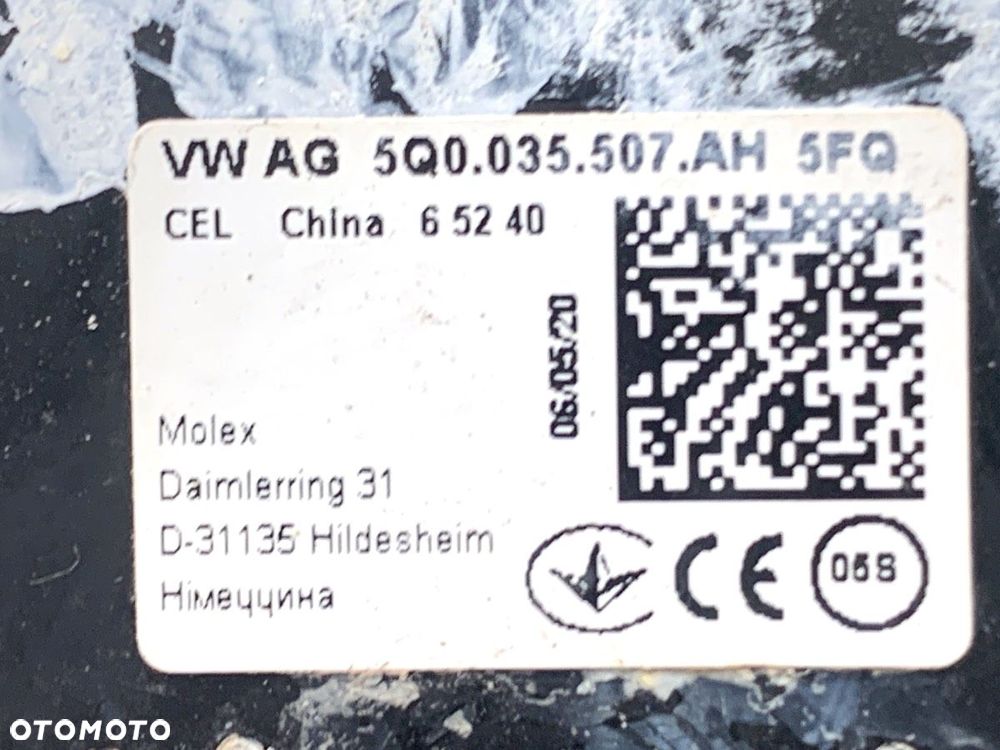 VW AG 5Q0.035.507.AH 5FQ
CEL China 6 52 40
06/05/20
Molex
Daimlerring 31
D-31135 Hildesheim
Німеччина
CE
05S
OTOMOTO